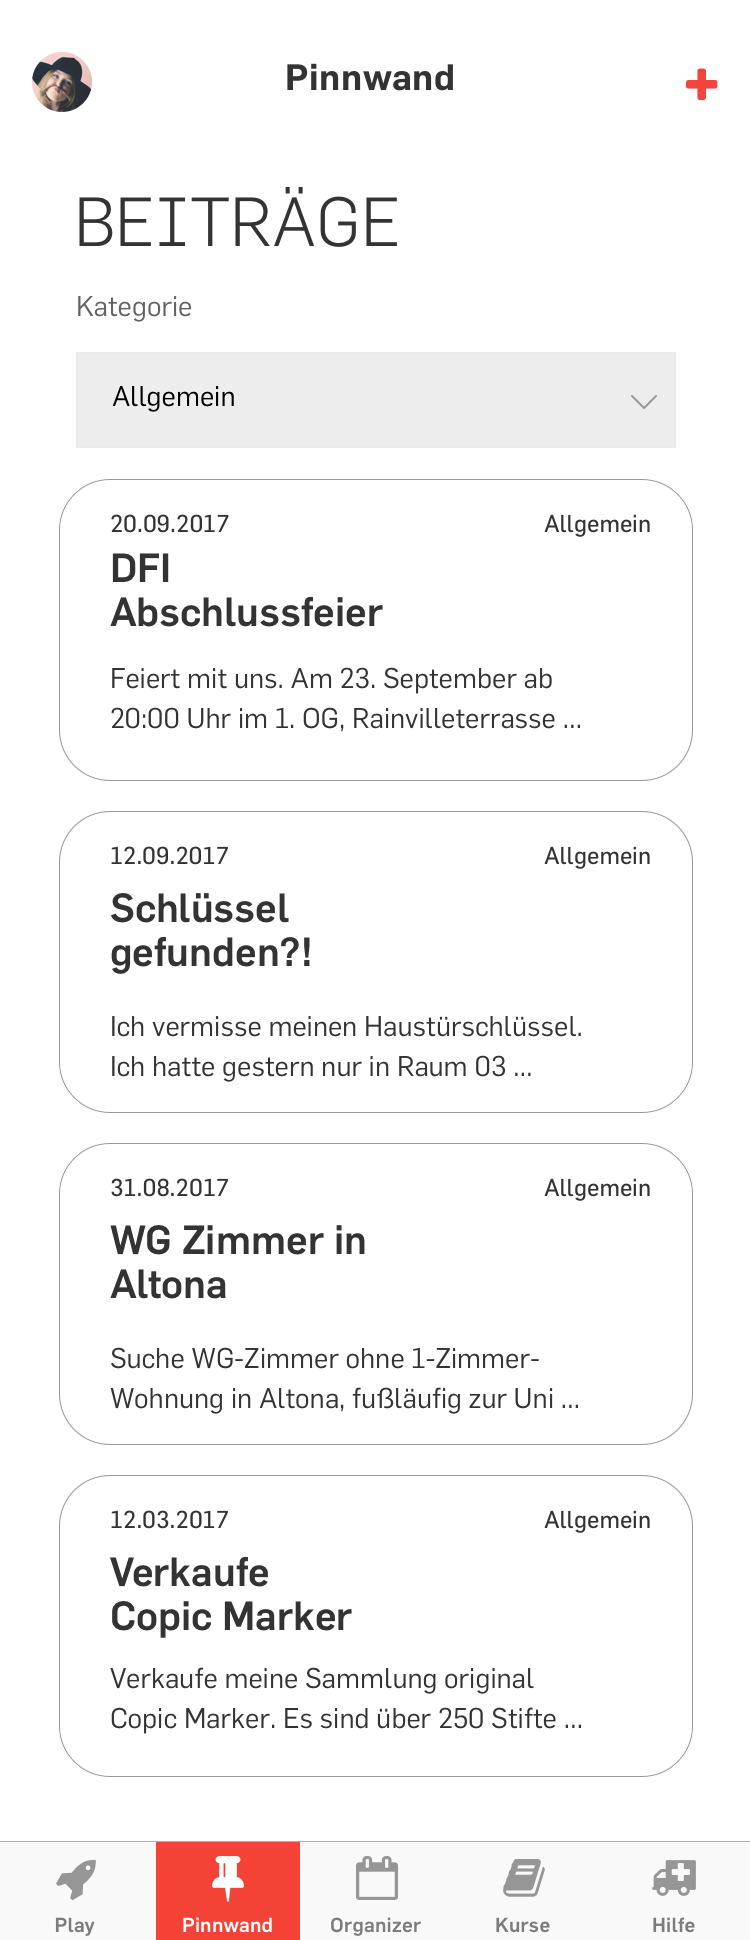 Pinnwand
BEITRÄGE
Kategorie
Allgemein
20.09.2017 Allgemein
DFI
Abschlussfeier
Feiert mit uns. Am 23. September ab
20:00 Uhr im 1. OG, Rainvilleterrasse ...
12.09.2017 Allgemein
Schlüssel
gefunden?!
Ich vermisse meinen Haustürschlüssel.
Ich hatte gestern nur in Raum 03 ...
31.08.2017 Allgemein
WG Zimmer in
Altona
Suche WG-Zimmer ohne 1-Zimmer-
Wohnung in Altona, fußläufig zur Uni ...
12.03.2017 Allgemein
Verkaufe
Copic Marker
Verkaufe meine Sammlung original
Copic Marker. Es sind über 250 Stifte ...
Play Pinnwand Organizer Kurse Hilfe